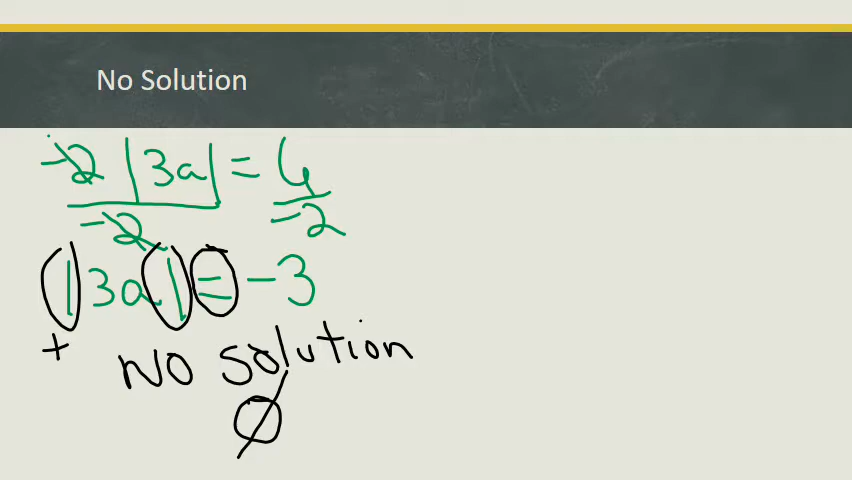 No Solution
-2 |3a| = 6
-2 -2
|3a| = -3
+ NO solution
∅